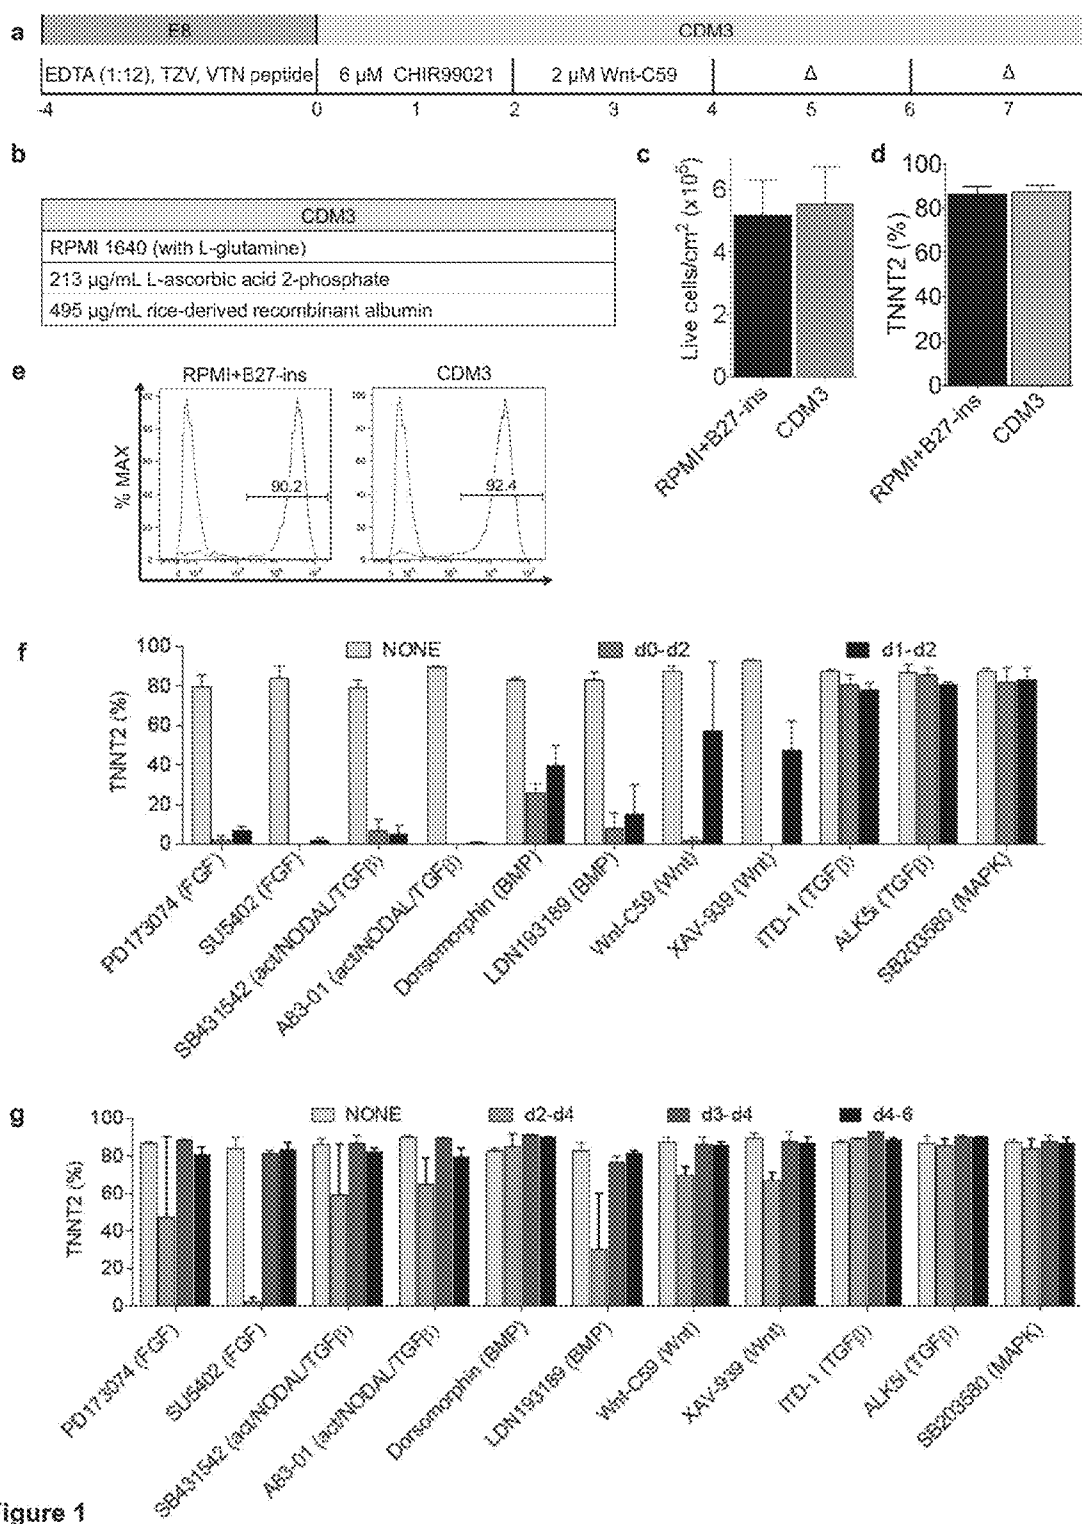 a
E8
CDM3
EDTA (1:12), TZV, VTN peptide
6 µM CHIR99021
2 µM Wnt-C59
Δ
Δ
-4
0
1
2
3
4
5
6
7
b
CDM3
RPMI 1640 (with L-glutamine)
213 µg/mL L-ascorbic acid 2-phosphate
495 µg/mL rice-derived recombinant albumin
c
Live cells/cm² (x10⁵)
6
4
2
0
RPMI+B27-ins
CDM3
d
TNNT2 (%)
100
80
60
40
20
0
RPMI+B27-ins
CDM3
e
RPMI+B27-ins
CDM3
% MAX
90.2
92.4
f
TNNT2 (%)
100
80
60
40
20
0
NONE
d0-d2
d1-d2
PD173074 (FGF)
SU5402 (FGF)
SB431542 (act/NODAL/TGFβ)
A83-01 (act/NODAL/TGFβ)
Dorsomorphin (BMP)
LDN193189 (BMP)
Wnt-C59 (Wnt)
XAV-939 (Wnt)
ITD-1 (TGFβ)
ALK5i (TGFβ)
SB203580 (MAPK)
g
TNNT2 (%)
100
80
60
40
20
0
NONE
d2-d4
d3-d4
d4-6
PD173074 (FGF)
SU5402 (FGF)
SB431542 (act/NODAL/TGFβ)
A83-01 (act/NODAL/TGFβ)
Dorsomorphin (BMP)
LDN193189 (BMP)
Wnt-C59 (Wnt)
XAV-939 (Wnt)
ITD-1 (TGFβ)
ALK5i (TGFβ)
SB203580 (MAPK)
igure 1